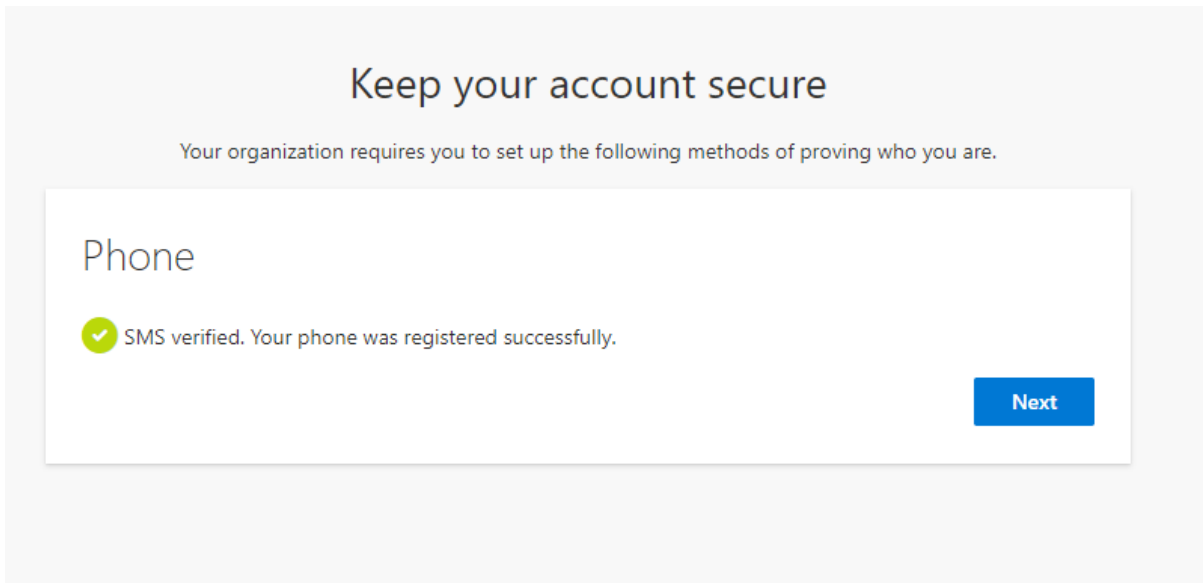 Keep your account secure
Your organization requires you to set up the following methods of proving who you are.
Phone
SMS verified. Your phone was registered successfully.
Next